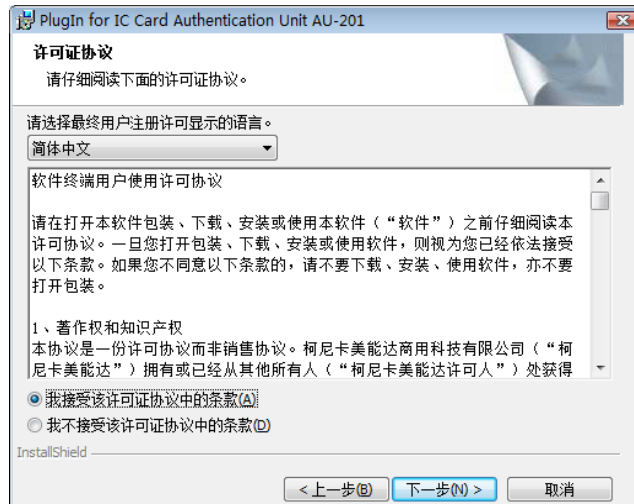 PlugIn for IC Card Authentication Unit AU-201
许可证协议
请仔细阅读下面的许可证协议。
请选择最终用户注册许可显示的语言。
简体中文
软件终端用户使用许可协议
请在打开本软件包装、下载、安装或使用本软件（“软件”）之前仔细阅读本
许可协议。一旦您打开包装、下载、安装或使用软件，则视为您已经依法接受
以下条款。如果您不同意以下条款的，请不要下载、安装、使用软件，亦不要
打开包装。
1、著作权和知识产权
本协议是一份许可协议而非销售协议。柯尼卡美能达商用科技有限公司（“柯
尼卡美能达”）拥有或已经从其他所有人（“柯尼卡美能达许可人”）处获得
我接受该许可证协议中的条款(A)
我不接受该许可证协议中的条款(D)
InstallShield
< 上一步(B)
下一步(N) >
取消